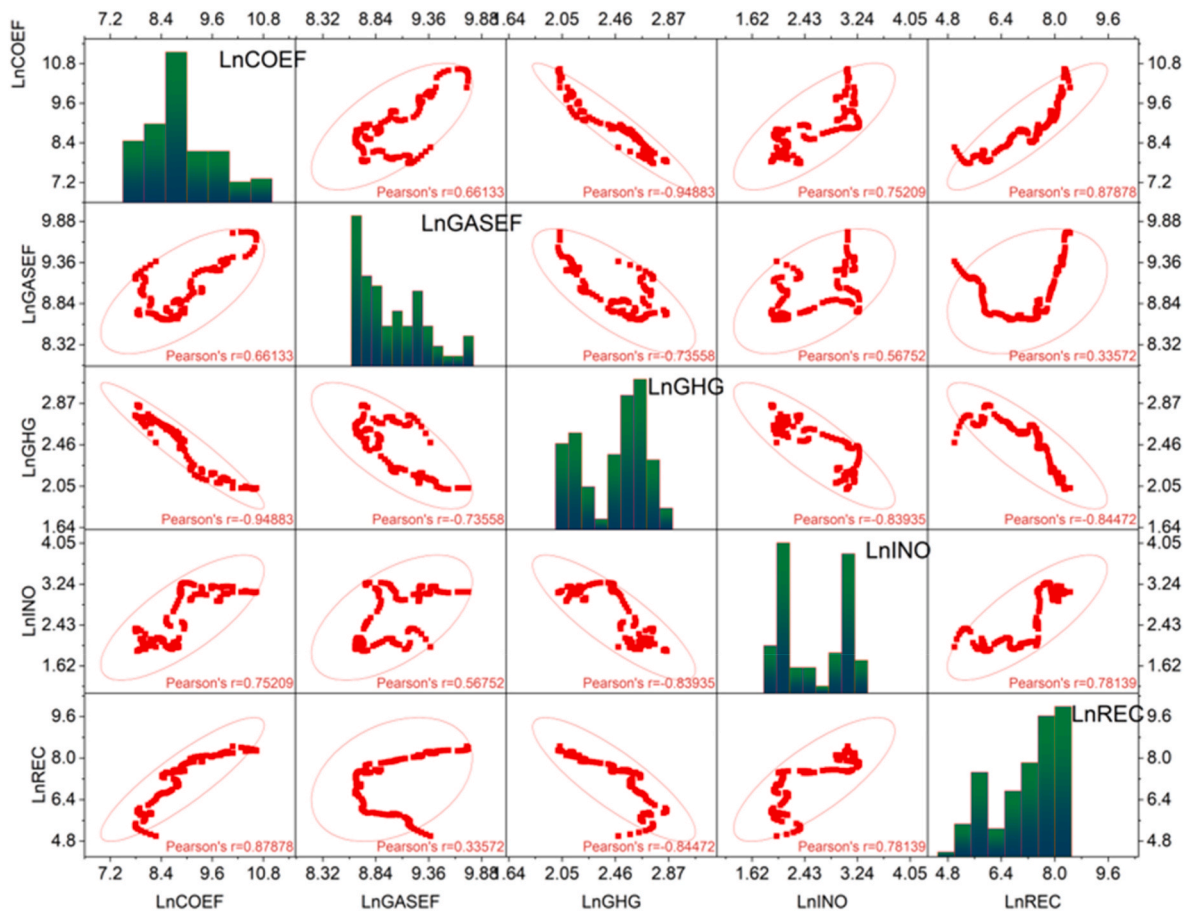 7.2 8.4 9.6 10.8 8.32 8.84 9.36 9.88 1.64 2.05 2.46 2.87 1.62 2.43 3.24 4.05 4.8 6.4 8.0 9.6
LnCOEF
10.8
9.6
8.4
7.2
LnCOEF
Pearson's r=0.66133
Pearson's r=-0.94883
Pearson's r=0.75209
Pearson's r=0.87878
10.8
9.6
8.4
7.2
LnGASEF
9.88
9.36
8.84
8.32
Pearson's r=0.66133
LnGASEF
Pearson's r=-0.73558
Pearson's r=0.56752
Pearson's r=0.33572
9.88
9.36
8.84
8.32
LnGHG
2.87
2.46
2.05
1.64
Pearson's r=-0.94883
Pearson's r=-0.73558
LnGHG
Pearson's r=-0.83935
Pearson's r=-0.84472
2.87
2.46
2.05
1.64
LnINO
4.05
3.24
2.43
1.62
Pearson's r=0.75209
Pearson's r=0.56752
Pearson's r=-0.83935
LnINO
Pearson's r=0.78139
4.05
3.24
2.43
1.62
LnREC
9.6
8.0
6.4
4.8
Pearson's r=0.87878
Pearson's r=0.33572
Pearson's r=-0.84472
Pearson's r=0.78139
LnREC
9.6
8.0
6.4
4.8
7.2 8.4 9.6 10.8 8.32 8.84 9.36 9.88 1.64 2.05 2.46 2.87 1.62 2.43 3.24 4.05 4.8 6.4 8.0 9.6
LnCOEF LnGASEF LnGHG LnINO LnREC